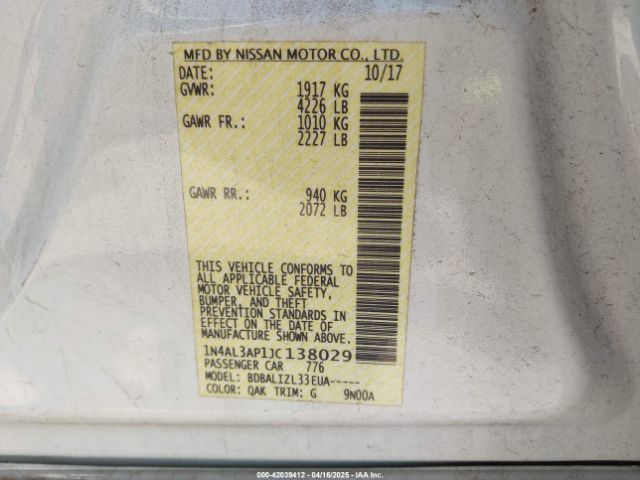 MFD BY NISSAN MOTOR CO., LTD.
DATE: 10/17
GVWR: 1917 KG
4226 LB
GAWR FR.: 1010 KG
2227 LB
GAWR RR.: 940 KG
2072 LB
THIS VEHICLE CONFORMS TO
ALL APPLICABLE FEDERAL
MOTOR VEHICLE SAFETY,
BUMPER, AND THEFT
PREVENTION STANDARDS IN
EFFECT ON THE DATE OF
MANUFACTURE SHOWN ABOVE.
1N4AL3AP1JC138029
PASSENGER CAR 776
MODEL: BDBALIZL33EUA-----
COLOR: QAK TRIM: G 9N00A
000-42039412 - 04/16/2025 - IAAI.COM